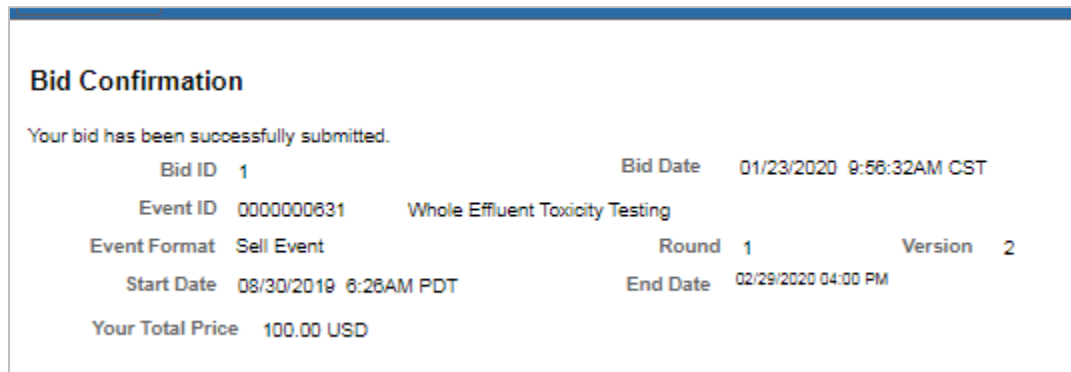 Bid Confirmation
Your bid has been successfully submitted.
Bid ID 1 Bid Date 01/23/2020 9:56:32AM CST
Event ID 0000000631 Whole Effluent Toxicity Testing
Event Format Sell Event Round 1 Version 2
Start Date 08/30/2019 6:26AM PDT End Date 02/29/2020 04:00 PM
Your Total Price 100.00 USD